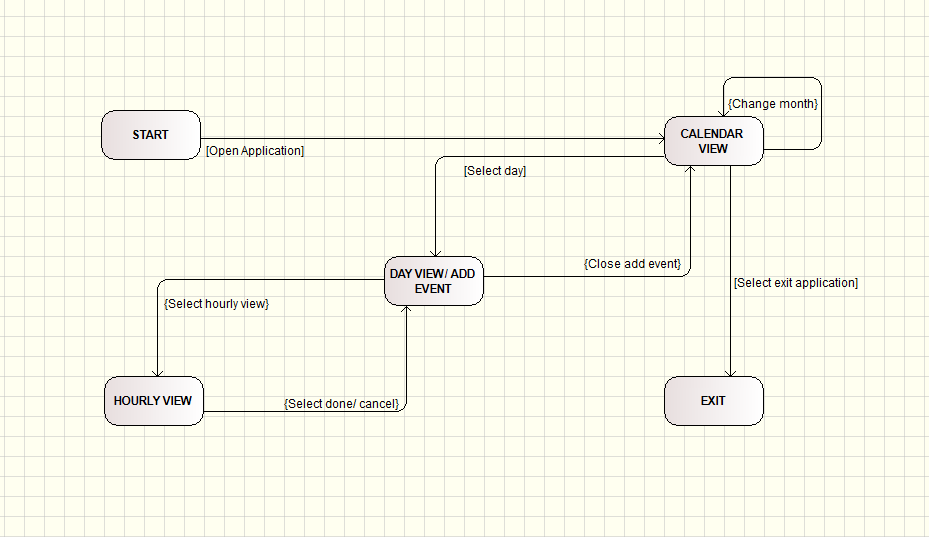 {Change month}
START
CALENDAR
VIEW
[Open Application]
[Select day]
{Close add event}
DAY VIEW/ ADD
EVENT
[Select exit application]
{Select hourly view}
HOURLY VIEW
{Select done/ cancel}
EXIT